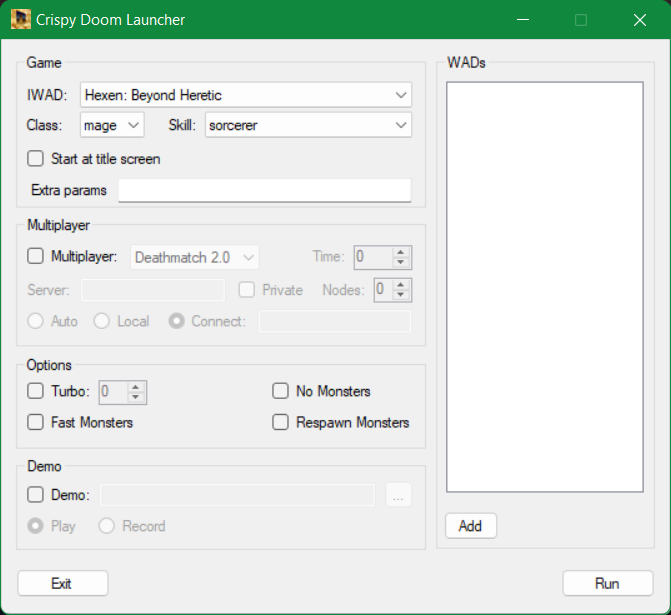 Crispy Doom Launcher
Game
IWAD: Hexen: Beyond Heretic
Class: mage Skill: sorcerer
Start at title screen
Extra params
Multiplayer
Multiplayer: Deathmatch 2.0 Time: 0
Server: Private Nodes: 0
Auto Local Connect:
Options
Turbo: 0 No Monsters
Fast Monsters Respawn Monsters
Demo
Demo: ...
Play Record
WADs
Add
Exit Run